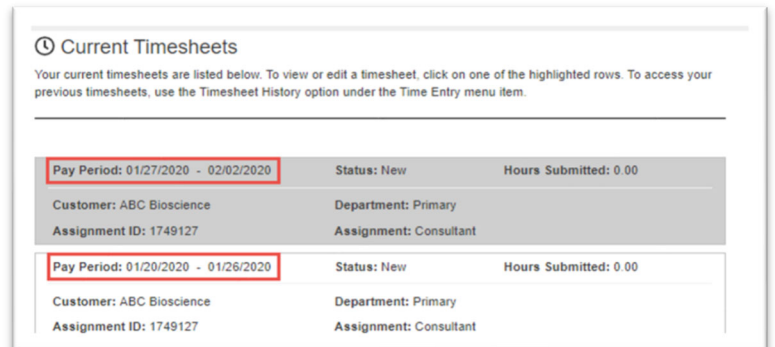 Current Timesheets
Your current timesheets are listed below. To view or edit a timesheet, click on one of the highlighted rows. To access your
previous timesheets, use the Timesheet History option under the Time Entry menu item.
Pay Period: 01/27/2020 - 02/02/2020 Status: New Hours Submitted: 0.00
Customer: ABC Bioscience Department: Primary
Assignment ID: 1749127 Assignment: Consultant
Pay Period: 01/20/2020 - 01/26/2020 Status: New Hours Submitted: 0.00
Customer: ABC Bioscience Department: Primary
Assignment ID: 1749127 Assignment: Consultant